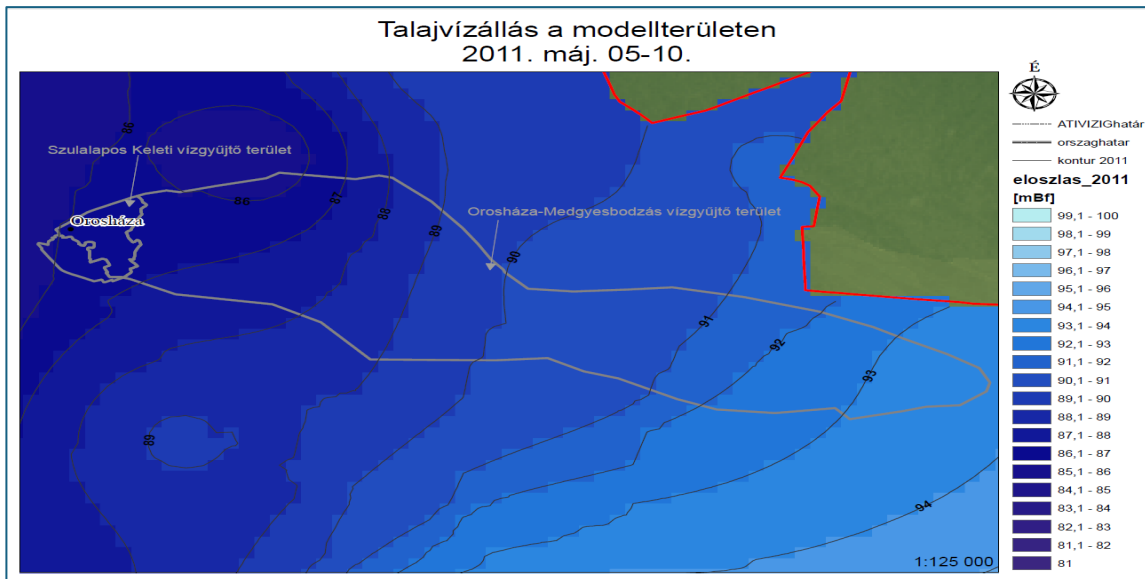 Talajvízállás a modellterületen
2011. máj. 05-10.
É
ATIVIZIGhatár
orszaghatar
kontur 2011
eloszlas_2011
[mBf]
99,1 - 100
98,1 - 99
97,1 - 98
96,1 - 97
95,1 - 96
94,1 - 95
93,1 - 94
92,1 - 93
91,1 - 92
90,1 - 91
89,1 - 90
88,1 - 89
87,1 - 88
86,1 - 87
85,1 - 86
84,1 - 85
83,1 - 84
82,1 - 83
81,1 - 82
81
86
Szulalapos Keleti vízgyűjtő terület
86
87
88
89
Orosháza
Orosháza-Medgyesbodzás vízgyűjtő terület
90
91
92
93
89
94
1:125 000